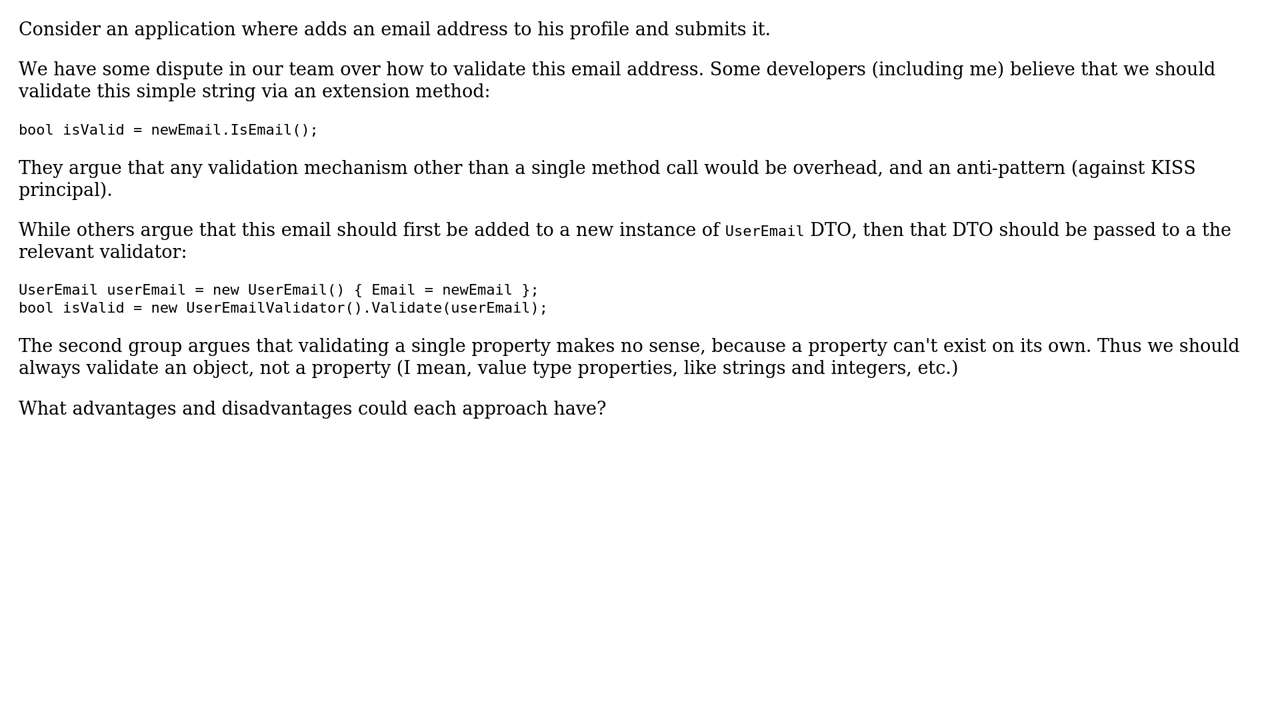 Consider an application where adds an email address to his profile and submits it.
We have some dispute in our team over how to validate this email address. Some developers (including me) believe that we should
validate this simple string via an extension method:
bool isValid = newEmail.IsEmail();
They argue that any validation mechanism other than a single method call would be overhead, and an anti-pattern (against KISS
principal).
While others argue that this email should first be added to a new instance of UserEmail DTO, then that DTO should be passed to a the
relevant validator:
UserEmail userEmail = new UserEmail() { Email = newEmail };
bool isValid = new UserEmailValidator().Validate(userEmail);
The second group argues that validating a single property makes no sense, because a property can't exist on its own. Thus we should
always validate an object, not a property (I mean, value type properties, like strings and integers, etc.)
What advantages and disadvantages could each approach have?